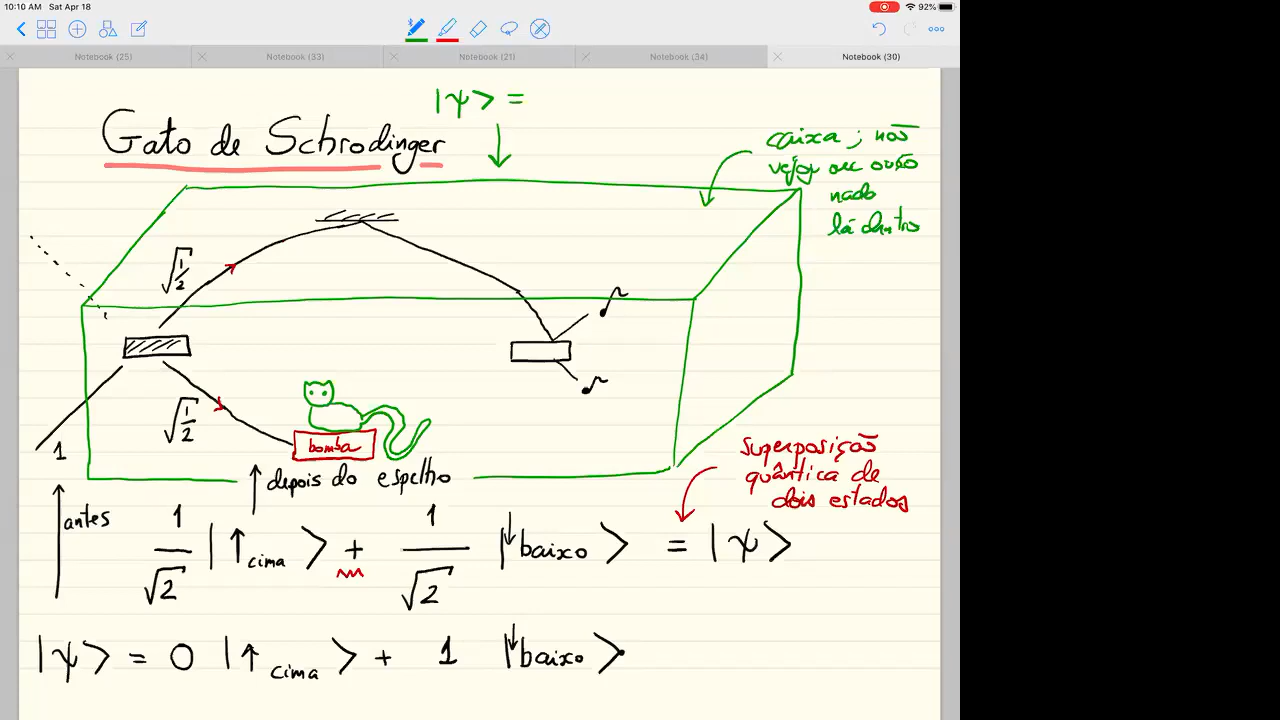 10:10 AM Sat Apr 18
92%
Notebook (25)
Notebook (33)
Notebook (21)
Notebook (34)
Notebook (30)
|ψ> =
Gato de Schrodinger
caixa; não
vejo ou ouso
nada
lá dentro
√1/2
√1/2
1
bomba
antes
depois do espelho
superposição
quântica de
dois estados
1/√2 |↑cima> + 1/√2 |↓baixo> = |ψ>
|ψ> = 0 |↑cima> + 1 |↓baixo>